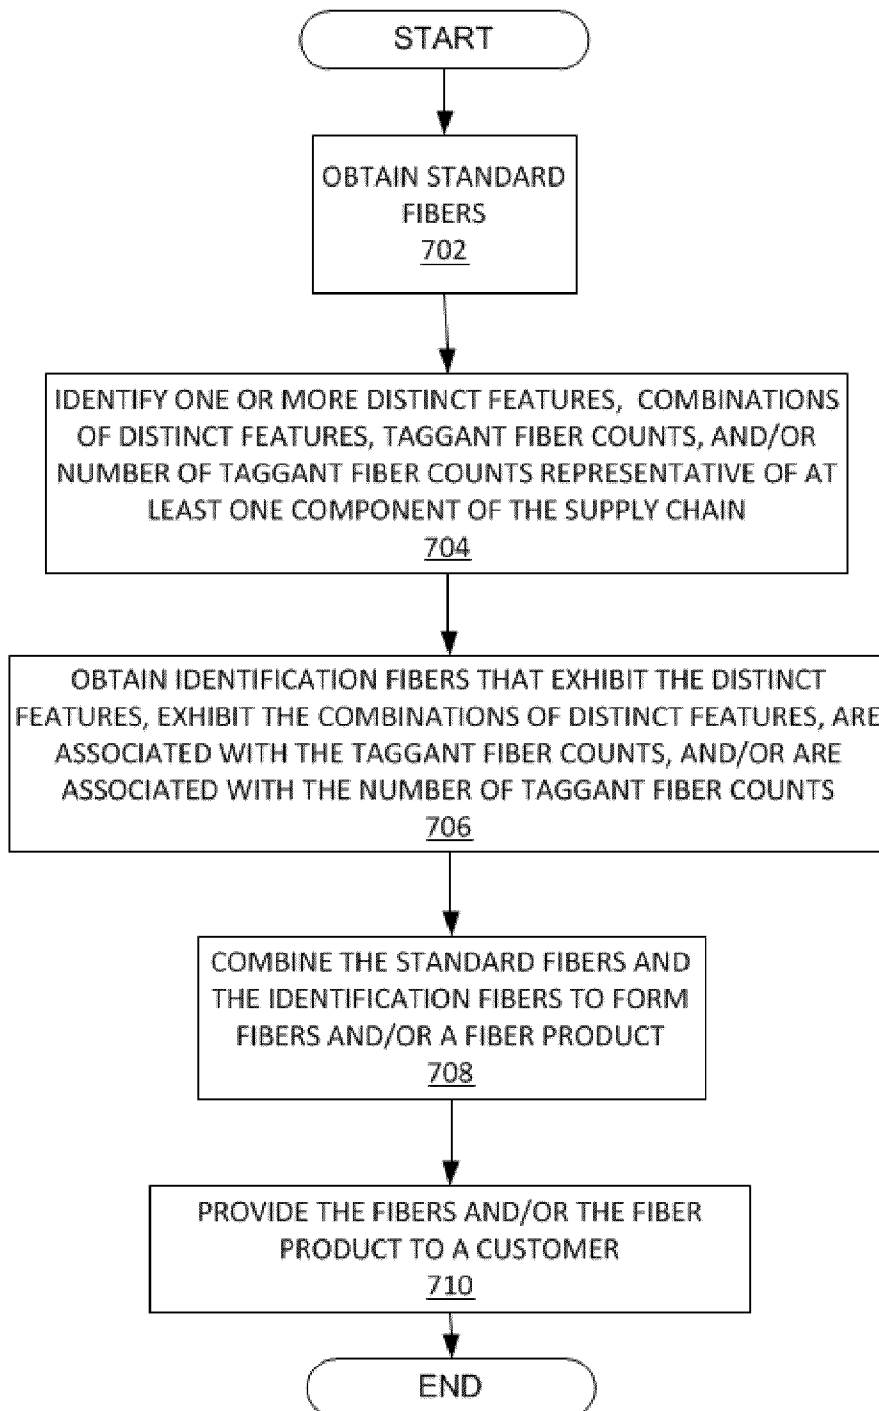 START
OBTAIN STANDARD
FIBERS
702
IDENTIFY ONE OR MORE DISTINCT FEATURES, COMBINATIONS
OF DISTINCT FEATURES, TAGGANT FIBER COUNTS, AND/OR
NUMBER OF TAGGANT FIBER COUNTS REPRESENTATIVE OF AT
LEAST ONE COMPONENT OF THE SUPPLY CHAIN
704
OBTAIN IDENTIFICATION FIBERS THAT EXHIBIT THE DISTINCT
FEATURES, EXHIBIT THE COMBINATIONS OF DISTINCT FEATURES, ARE
ASSOCIATED WITH THE TAGGANT FIBER COUNTS, AND/OR ARE
ASSOCIATED WITH THE NUMBER OF TAGGANT FIBER COUNTS
706
COMBINE THE STANDARD FIBERS AND
THE IDENTIFICATION FIBERS TO FORM
FIBERS AND/OR A FIBER PRODUCT
708
PROVIDE THE FIBERS AND/OR THE FIBER
PRODUCT TO A CUSTOMER
710
END